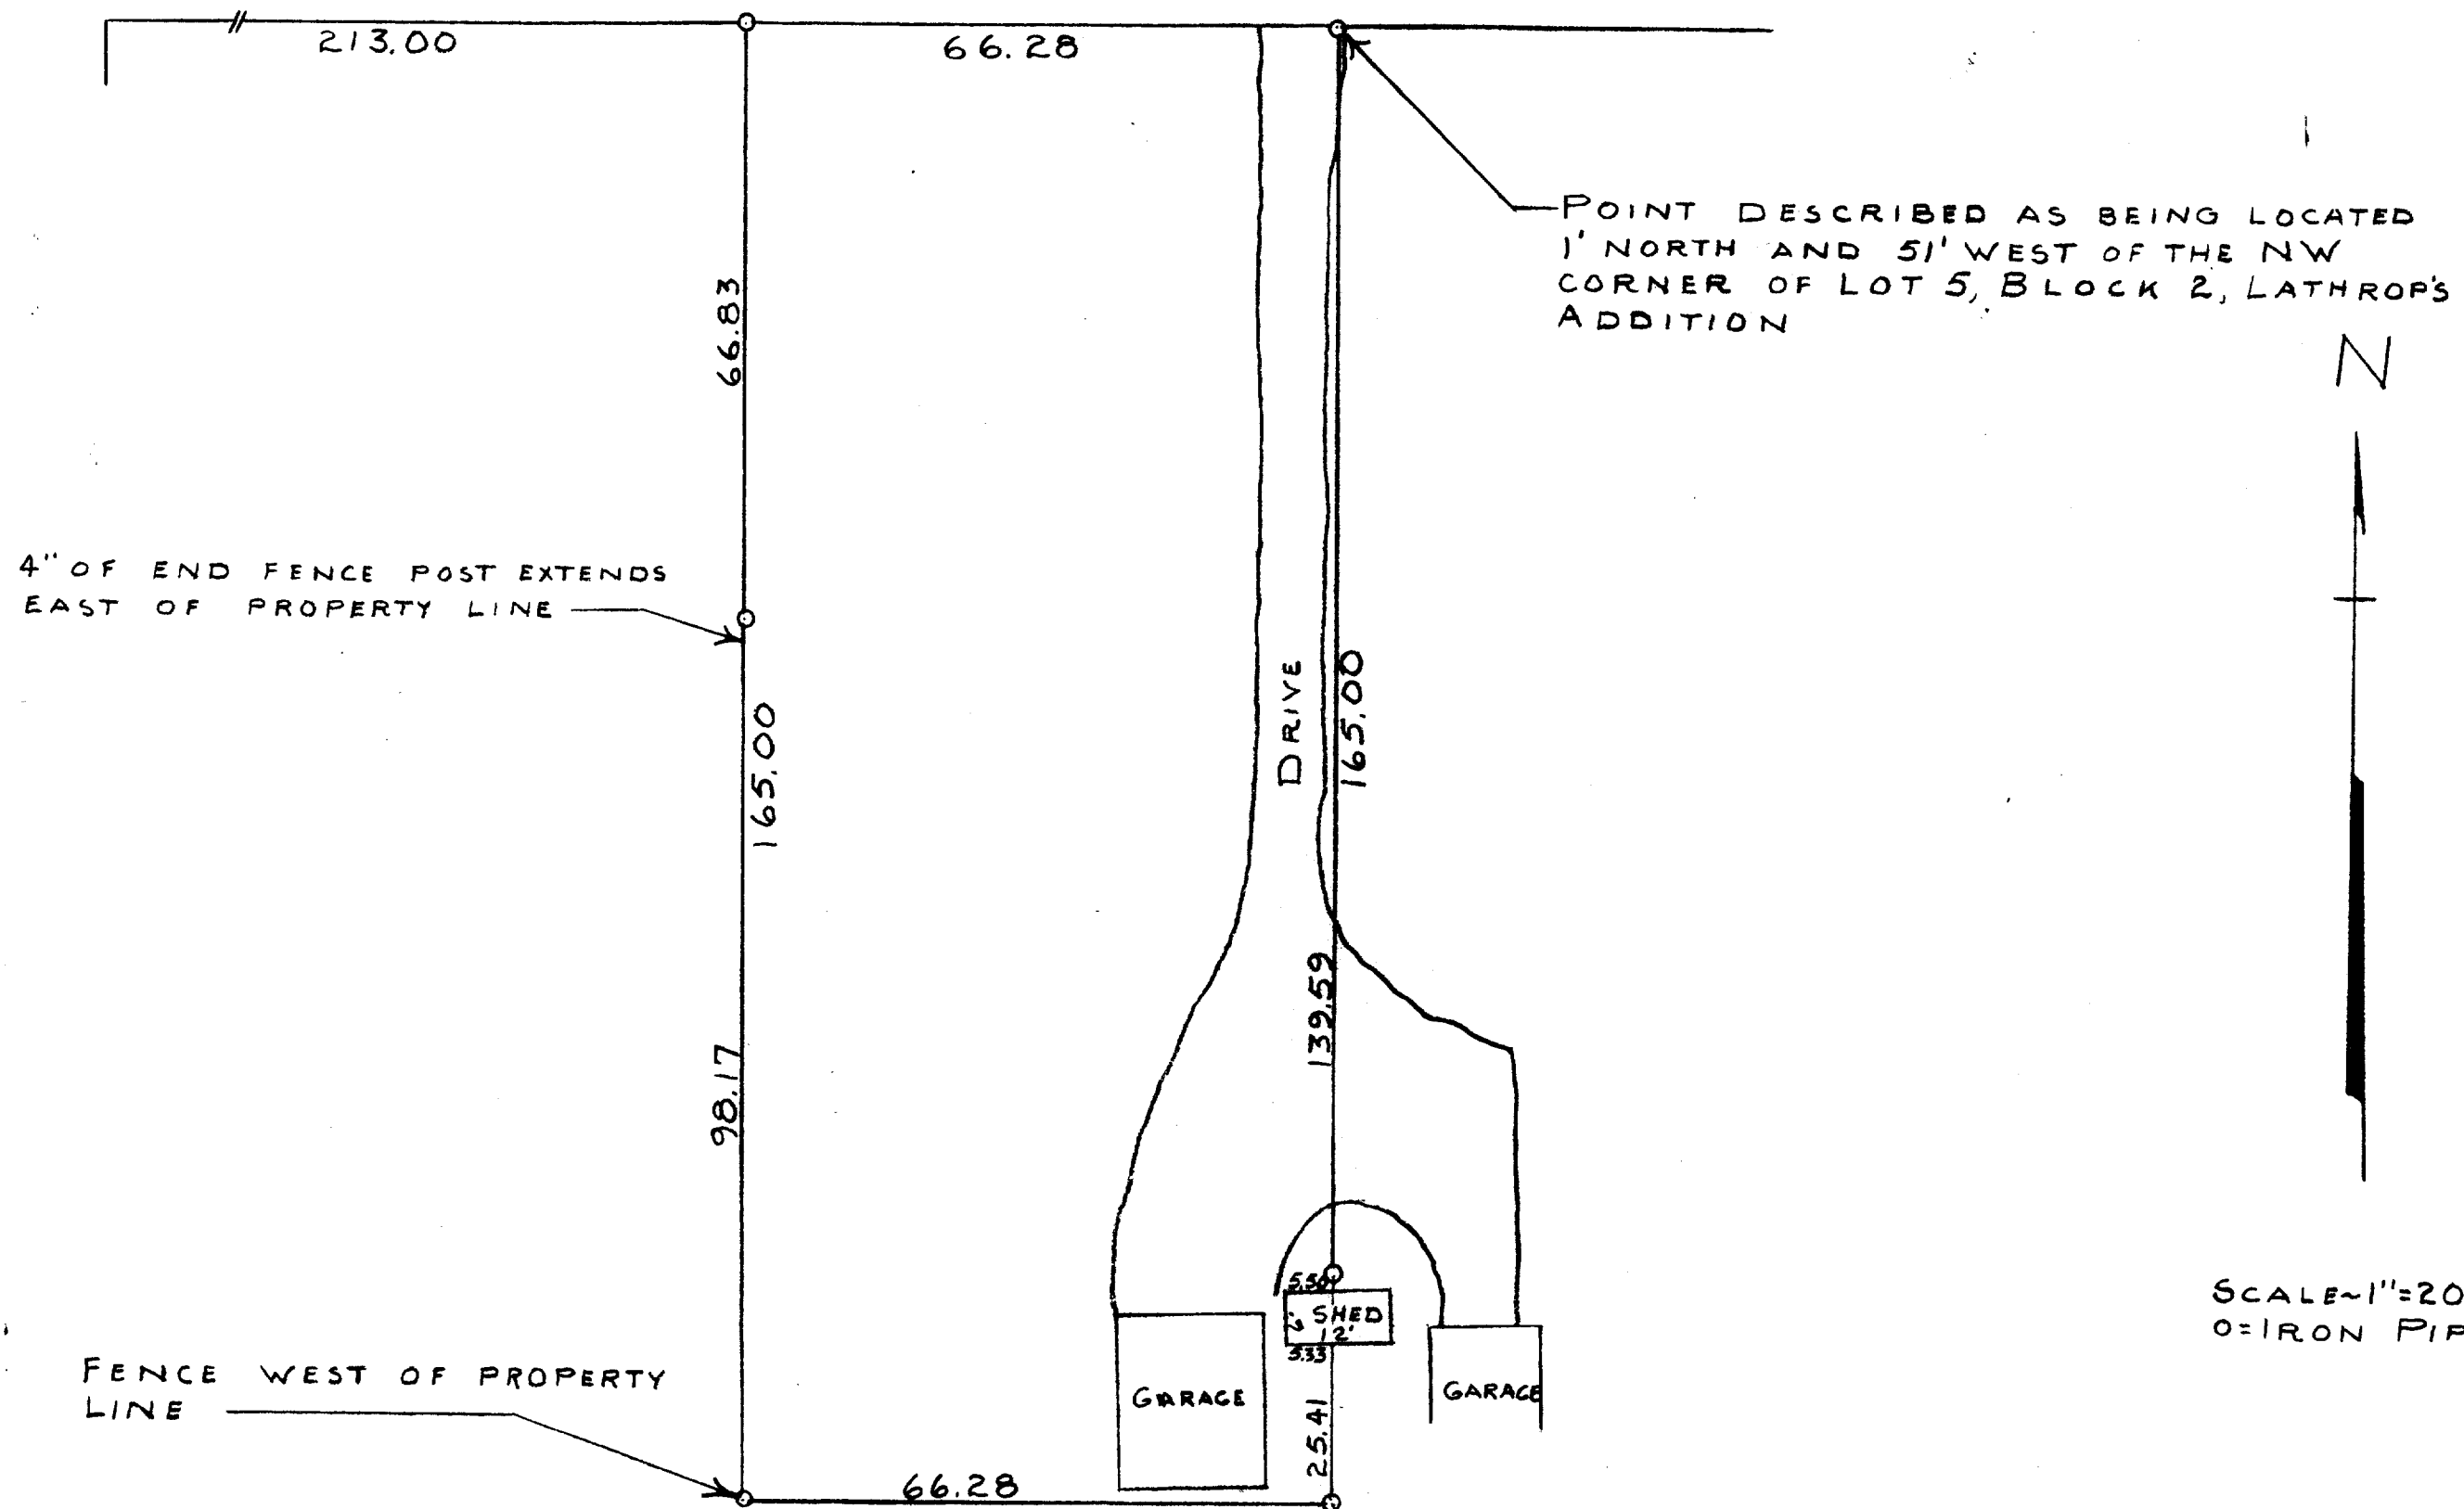 213.00
66.28
POINT DESCRIBED AS BEING LOCATED
1' NORTH AND 51' WEST OF THE NW
CORNER OF LOT 5, BLOCK 2, LATHROP'S
ADDITION
N
66.83
4" OF END FENCE POST EXTENDS
EAST OF PROPERTY LINE
165.00
DRIVE
165.00
139.59
98.17
5.50
6' SHED
12'
5.33
SCALE~1"=20
O=IRON PIP
FENCE WEST OF PROPERTY
LINE
GARAGE
GARAGE
25.41
66.28